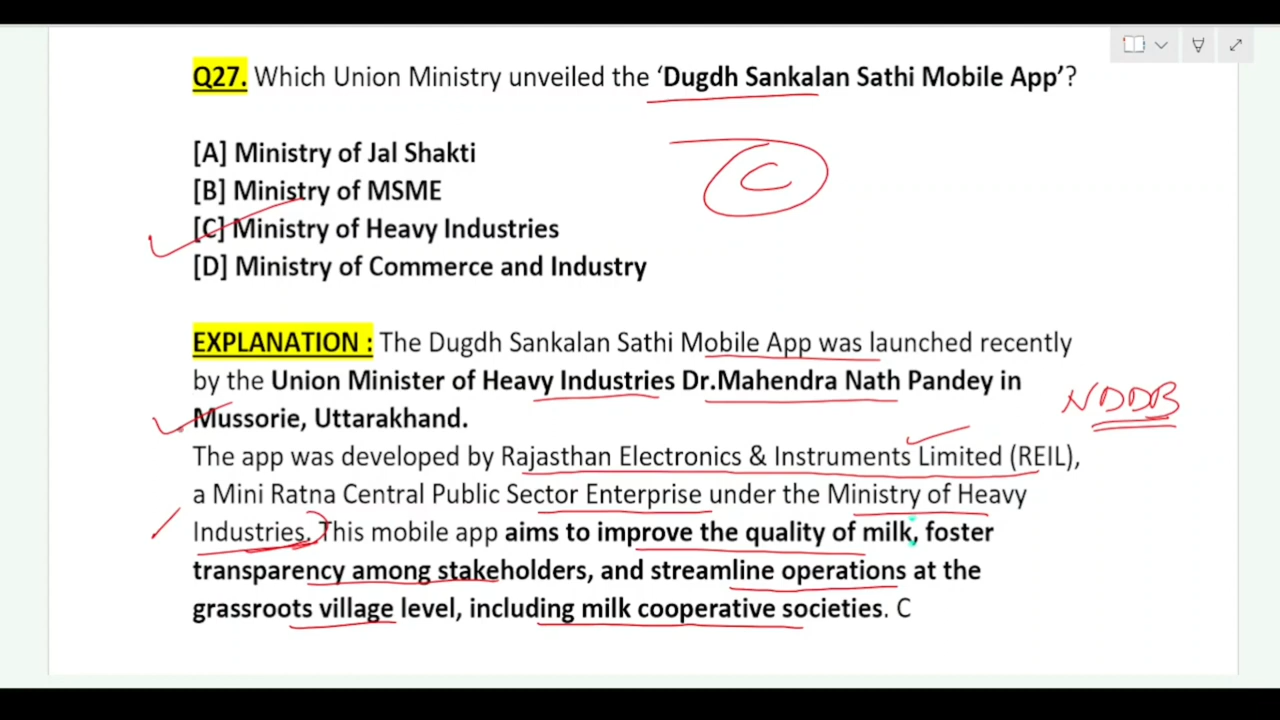 Q27. Which Union Ministry unveiled the ‘Dugdh Sankalan Sathi Mobile App’?
[A] Ministry of Jal Shakti
[B] Ministry of MSME
[C] Ministry of Heavy Industries
[D] Ministry of Commerce and Industry
C
EXPLANATION : The Dugdh Sankalan Sathi Mobile App was launched recently
by the Union Minister of Heavy Industries Dr.Mahendra Nath Pandey in
Mussorie, Uttarakhand.
NDDB
The app was developed by Rajasthan Electronics & Instruments Limited (REIL),
a Mini Ratna Central Public Sector Enterprise under the Ministry of Heavy
Industries. This mobile app aims to improve the quality of milk, foster
transparency among stakeholders, and streamline operations at the
grassroots village level, including milk cooperative societies. C